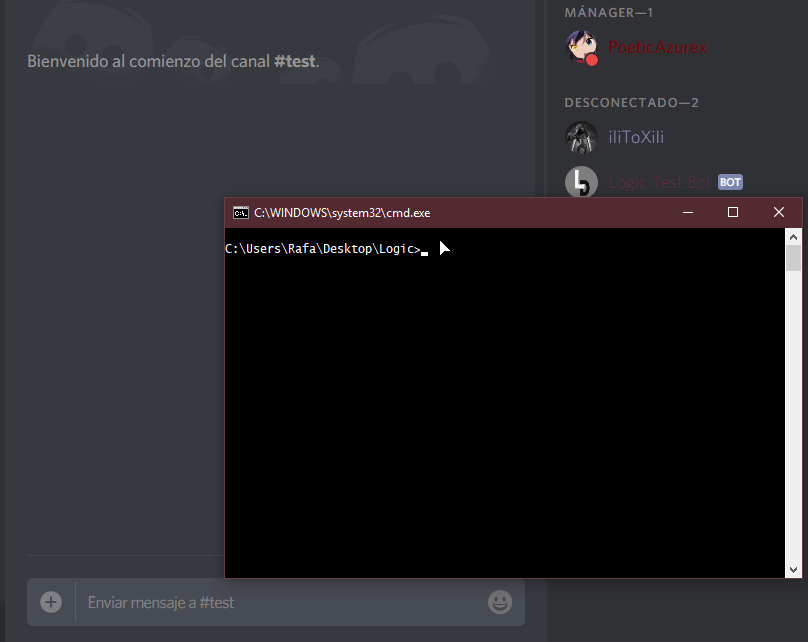 MÁNAGER—1
PoeticAzurex
Bienvenido al comienzo del canal #test.
DESCONECTADO—2
iliToXili
Logic Test Bot BOT
C:\WINDOWS\system32\cmd.exe
C:\Users\Rafa\Desktop\Logic>
Enviar mensaje a #test